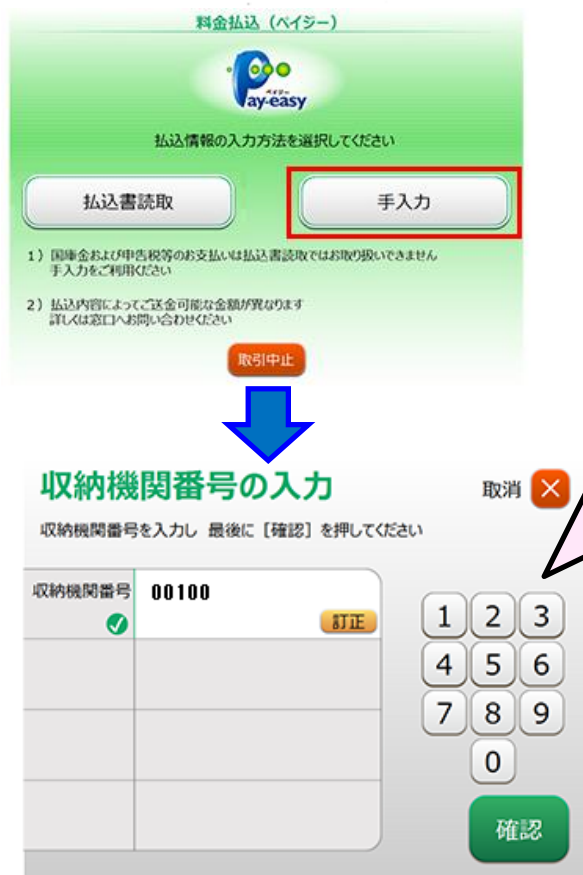 料金払込（ペイジー）
ペイジー
Pay-easy
払込情報の入力方法を選択してください
払込書読取
手入力
1）国庫金および申告税等のお支払いは払込書読取ではお取り扱いできません
手入力をご利用ください
2）払込内容によってご送金可能な金額が異なります
詳しくは窓口へお問い合わせください
取引中止
収納機関番号の入力
取消
収納機関番号を入力し 最後に［確認］を押してください
収納機関番号
00100
訂正
1 2 3
4 5 6
7 8 9
0
確認